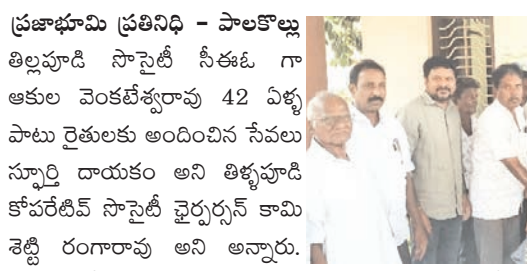 ప్రజాభూమి ప్రతినిధి - పాలకొల్లు
తిల్లపూడి సొసైటీ సీఈఓ గా
ఆకుల వెంకటేశ్వరావు 42 ఏళ్ళ
పాటు రైతులకు అందించిన సేవలు
స్ఫూర్తి దాయకం అని తిళ్ళపూడి
కోపరేటివ్ సొసైటీ ఛైర్పర్సన్ కామి
శెట్టి రంగారావు అని అన్నారు.